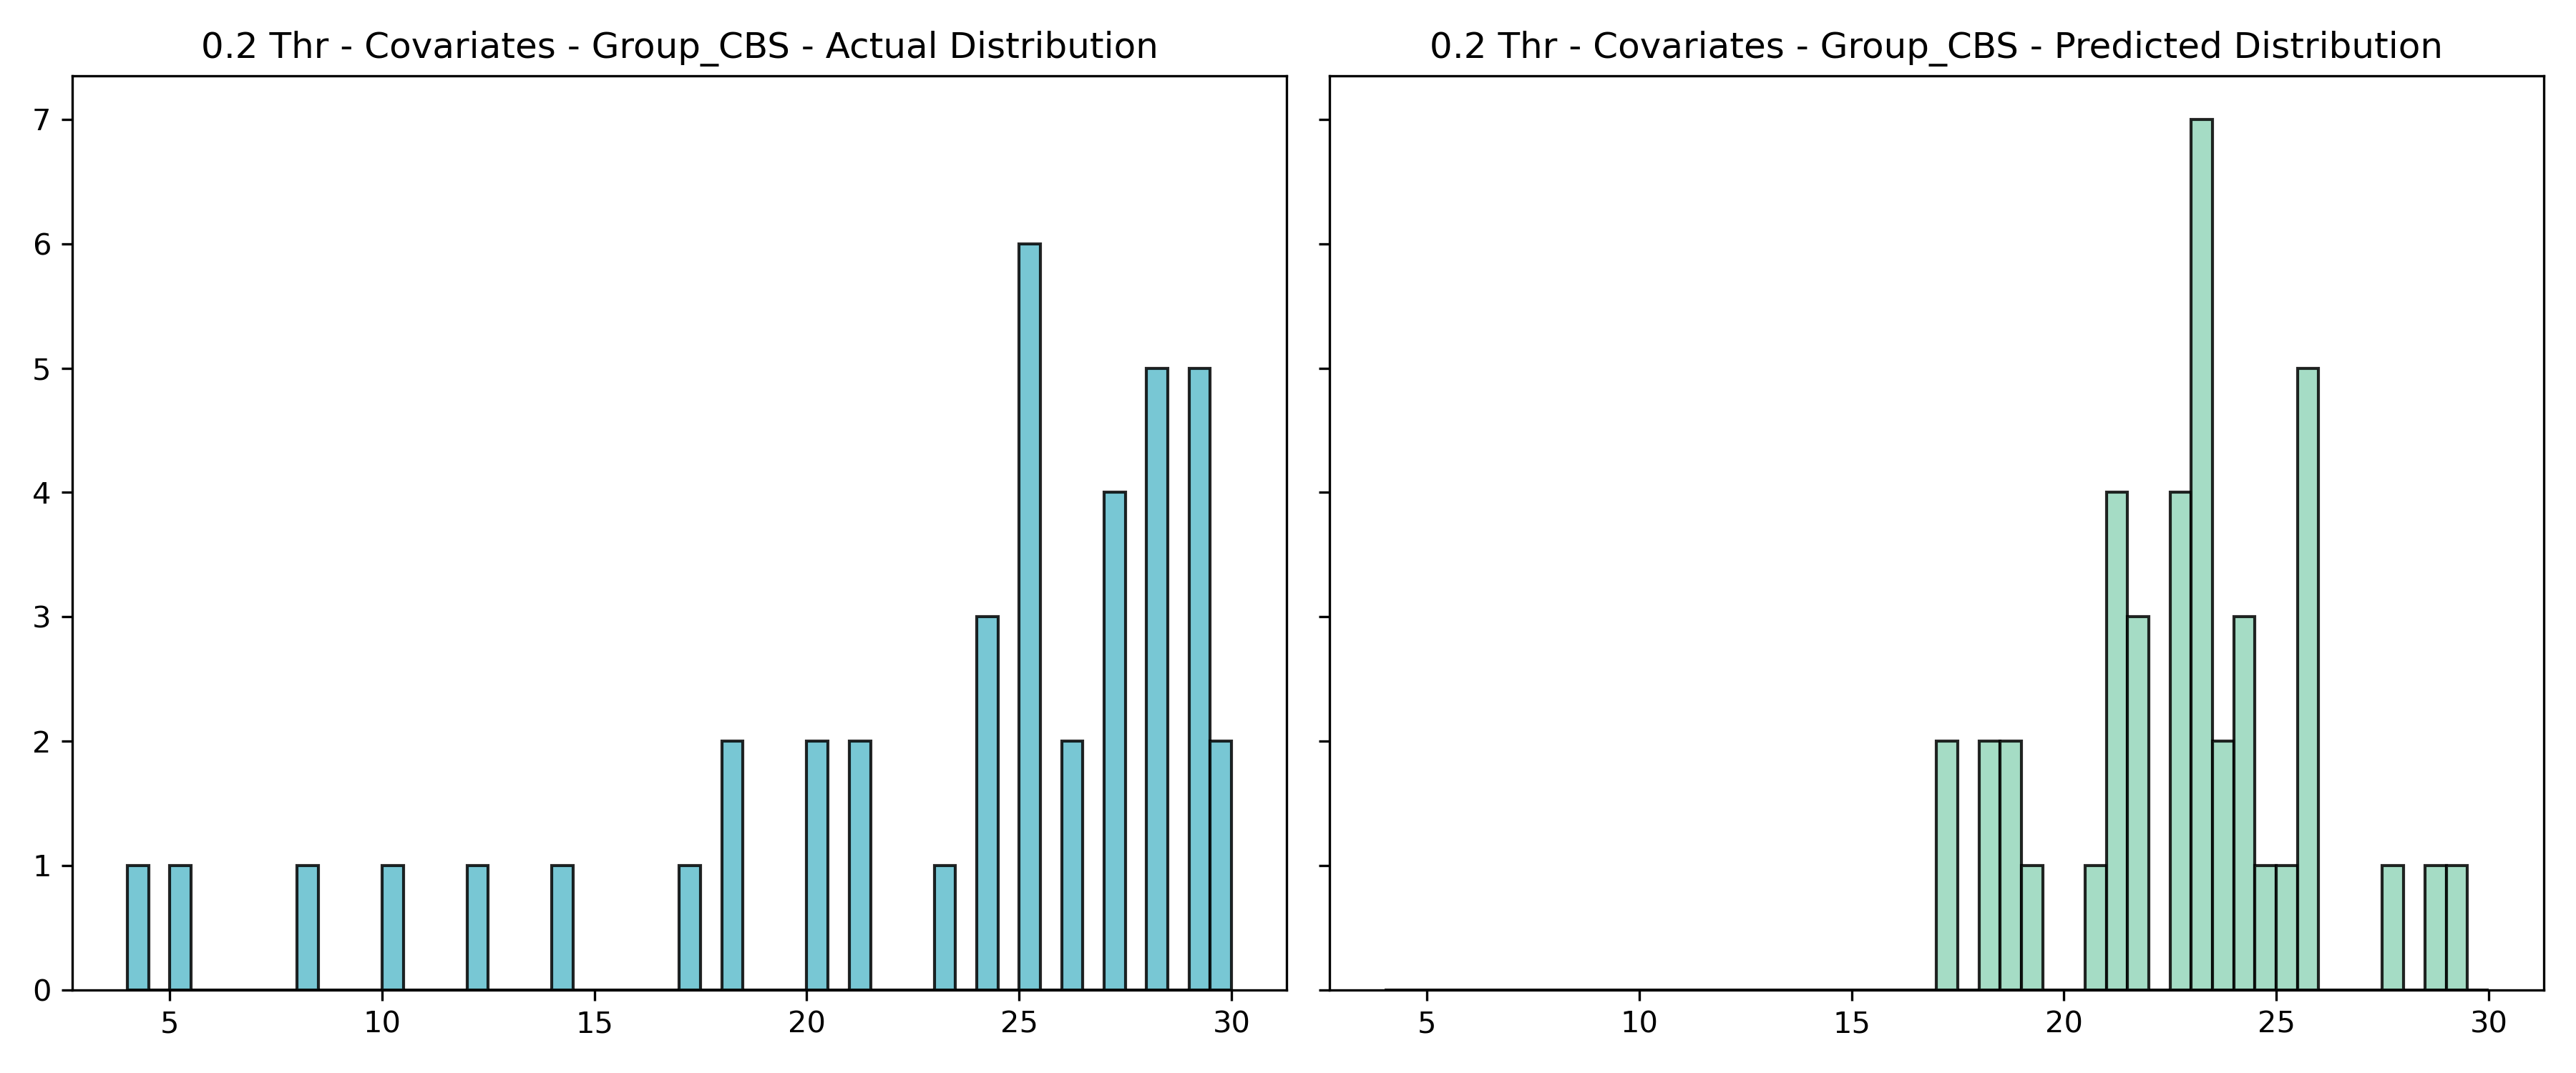 0.2 Thr - Covariates - Group_CBS - Actual Distribution
0.2 Thr - Covariates - Group_CBS - Predicted Distribution
7
6
5
4
3
2
1
0
5 10 15 20 25 30
5 10 15 20 25 30